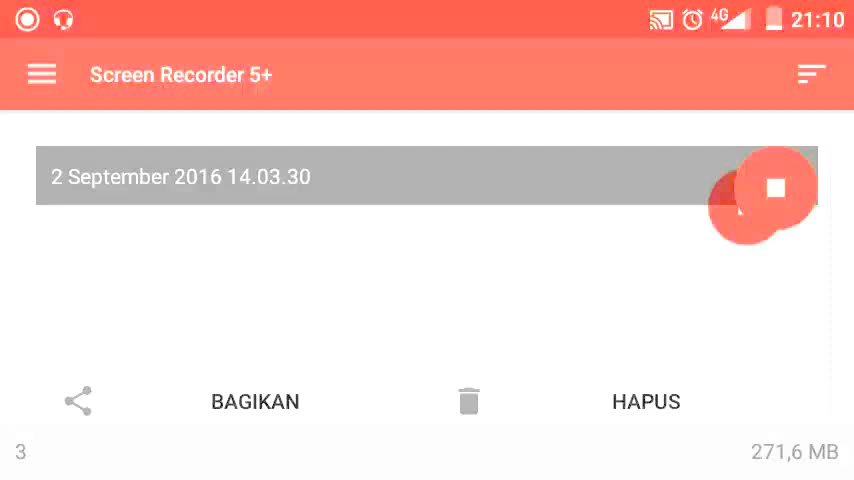 4G 21:10
Screen Recorder 5+
2 September 2016 14.03.30
BAGIKAN HAPUS
3 271,6 MB